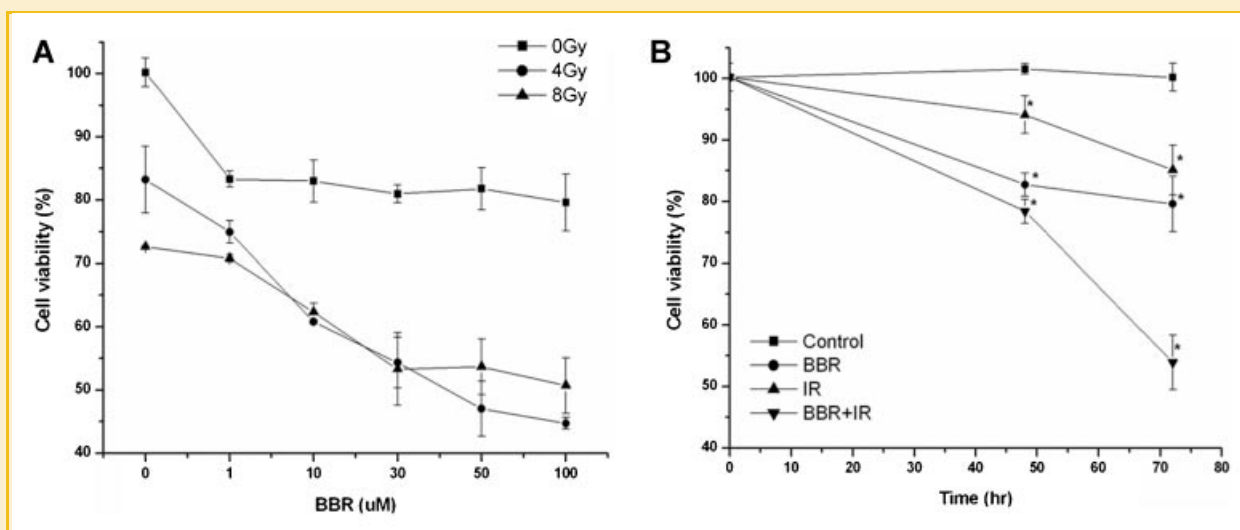 A
0Gy
4Gy
8Gy
100
90
80
70
60
50
40
Cell viability (%)
0 1 10 30 50 100
BBR (uM)
B
100
90
80
70
60
50
40
Cell viability (%)
*
*
*
*
*
*
Control
BBR
IR
BBR+IR
0 10 20 30 40 50 60 70 80
Time (hr)